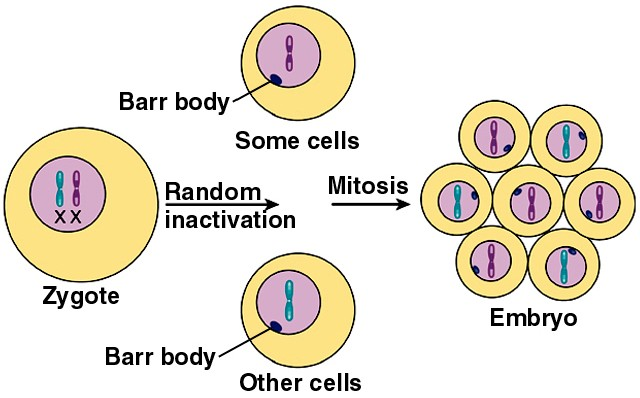 Barr body
Some cells
X X
Zygote
Random
inactivation
Mitosis
Embryo
Barr body
Other cells